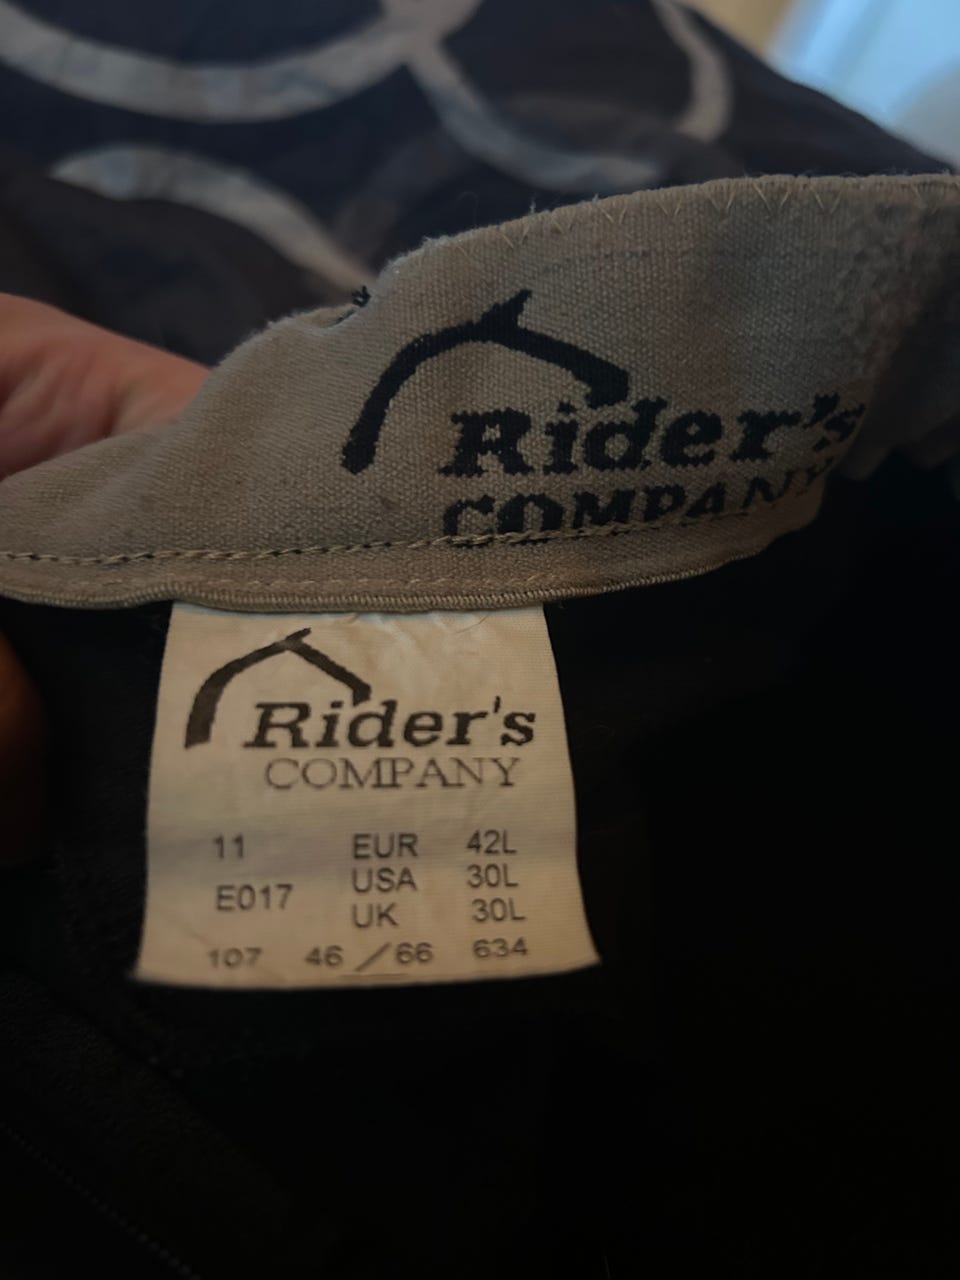 Rider's
COMPANY
Rider's
COMPANY
11 EUR 42L
E017 USA 30L
UK 30L
107 46 / 66 634